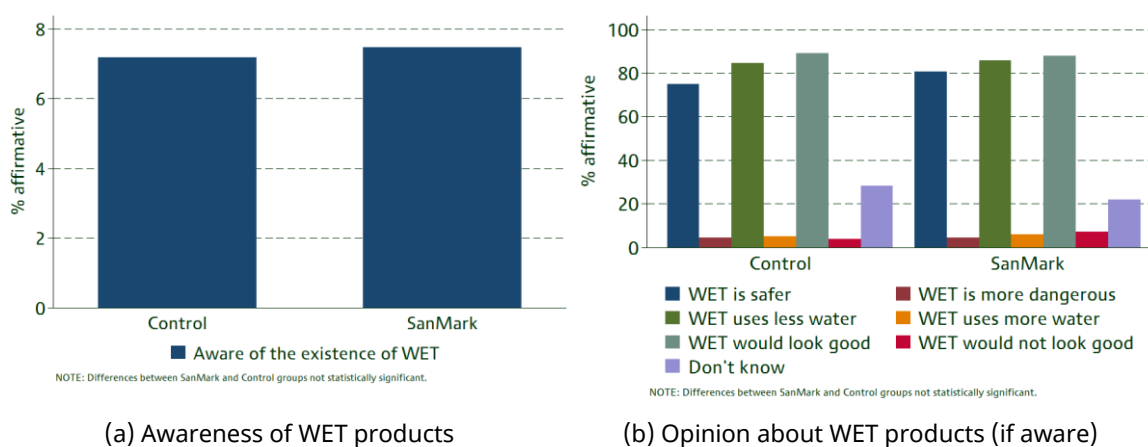 8
6
4
2
0
% affirmative
Control
SanMark
Aware of the existence of WET
NOTE: Differences between SanMark and Control groups not statistically significant.
(a) Awareness of WET products
100
80
60
40
20
0
% affirmative
Control
SanMark
WET is safer
WET is more dangerous
WET uses less water
WET uses more water
WET would look good
WET would not look good
Don't know
NOTE: Differences between SanMark and Control groups not statistically significant.
(b) Opinion about WET products (if aware)